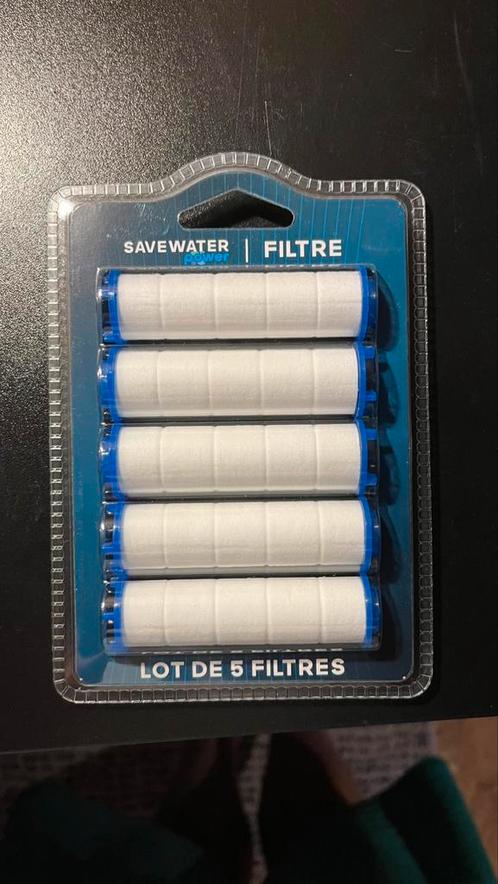 SAVEWATER | FILTRE
power
LOT DE 5 FILTRES